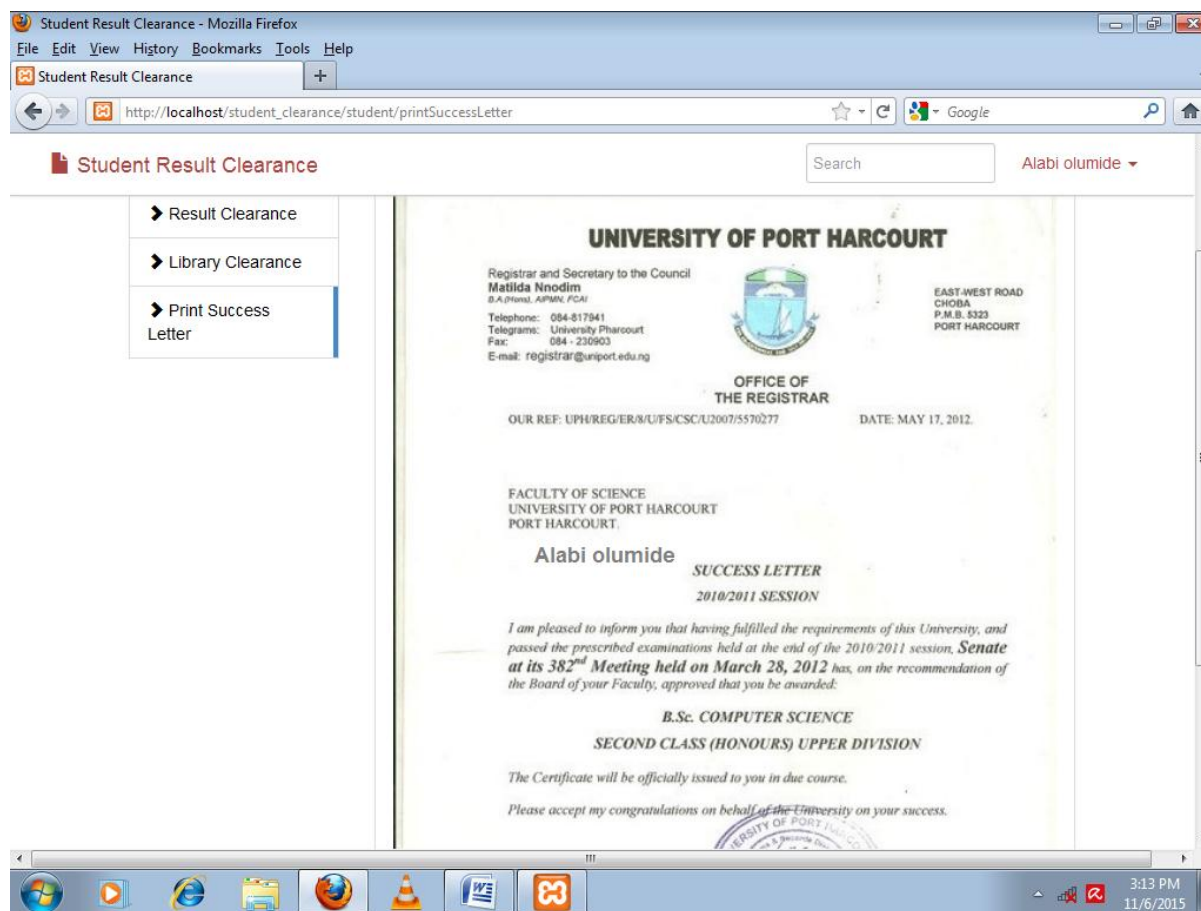 Student Result Clearance - Mozilla Firefox
File Edit View History Bookmarks Tools Help
Student Result Clearance +
http://localhost/student_clearance/student/printSuccessLetter
Google
Student Result Clearance
Search
Alabi olumide
Result Clearance
Library Clearance
Print Success
Letter
UNIVERSITY OF PORT HARCOURT
Registrar and Secretary to the Council
Matilda Nnodim
B.A.(Hons), AIPMN, FCAI
Telephone: 084-817941
Telegrams: University Pharcourt
Fax: 084 - 230903
E-mail: registrar@uniport.edu.ng
EAST-WEST ROAD
CHOBA
P.M.B. 5323
PORT HARCOURT
OFFICE OF
THE REGISTRAR
OUR REF: UPH/REG/ER/8/U/FS/CSC/U2007/5570277 DATE: MAY 17, 2012.
FACULTY OF SCIENCE
UNIVERSITY OF PORT HARCOURT
PORT HARCOURT.
Alabi olumide
SUCCESS LETTER
2010/2011 SESSION
I am pleased to inform you that having fulfilled the requirements of this University, and
passed the prescribed examinations held at the end of the 2010/2011 session, Senate
at its 382nd Meeting held on March 28, 2012 has, on the recommendation of
the Board of your Faculty, approved that you be awarded:
B.Sc. COMPUTER SCIENCE
SECOND CLASS (HONOURS) UPPER DIVISION
The Certificate will be officially issued to you in due course.
Please accept my congratulations on behalf of the University on your success.
3:13 PM
11/6/2015